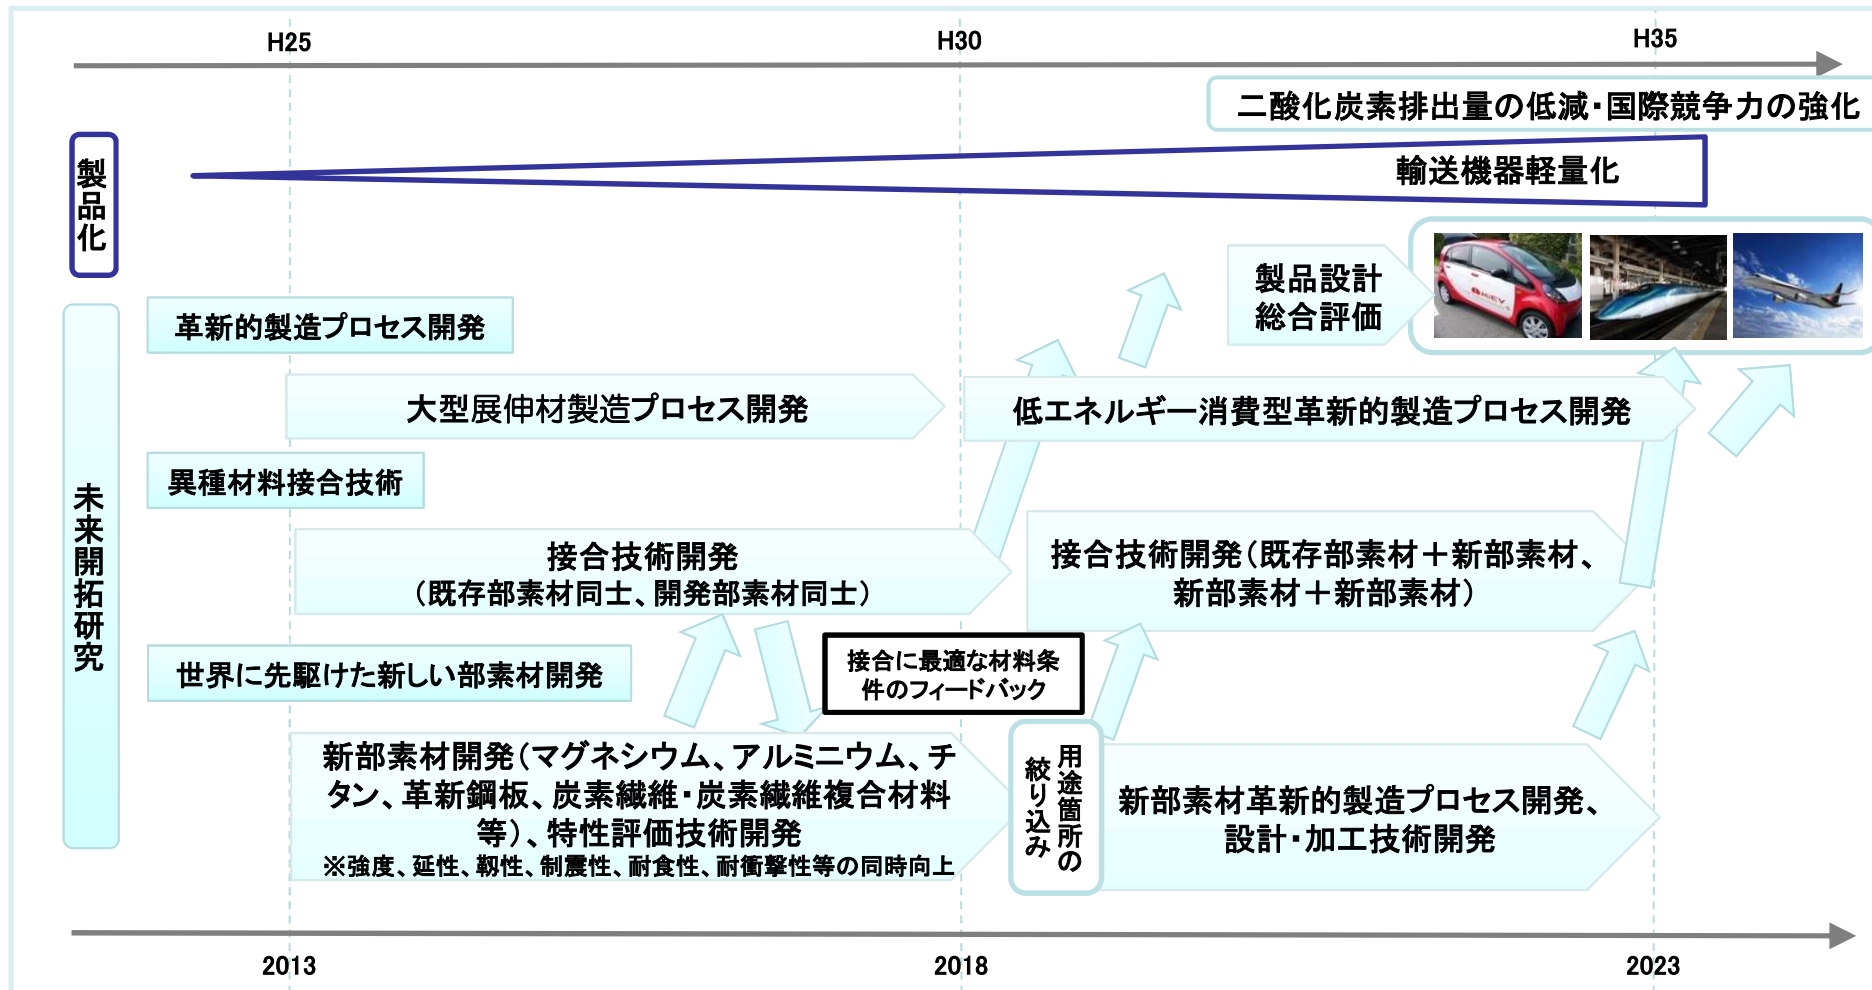 H25
H30
H35
二酸化炭素排出量の低減・国際競争力の強化
製品化
輸送機器軽量化
製品設計
総合評価
i MiEV
未来開拓研究
革新的製造プロセス開発
大型展伸材製造プロセス開発
低エネルギー消費型革新的製造プロセス開発
異種材料接合技術
接合技術開発
（既存部素材同士、開発部素材同士）
接合技術開発（既存部素材＋新部素材、
新部素材＋新部素材）
世界に先駆けた新しい部素材開発
接合に最適な材料条
件のフィードバック
新部素材開発（マグネシウム、アルミニウム、チ
タン、革新鋼板、炭素繊維・炭素繊維複合材料
等）、特性評価技術開発
※強度、延性、靱性、制震性、耐食性、耐衝撃性等の同時向上
用途箇所の
絞り込み
新部素材革新的製造プロセス開発、
設計・加工技術開発
2013
2018
2023